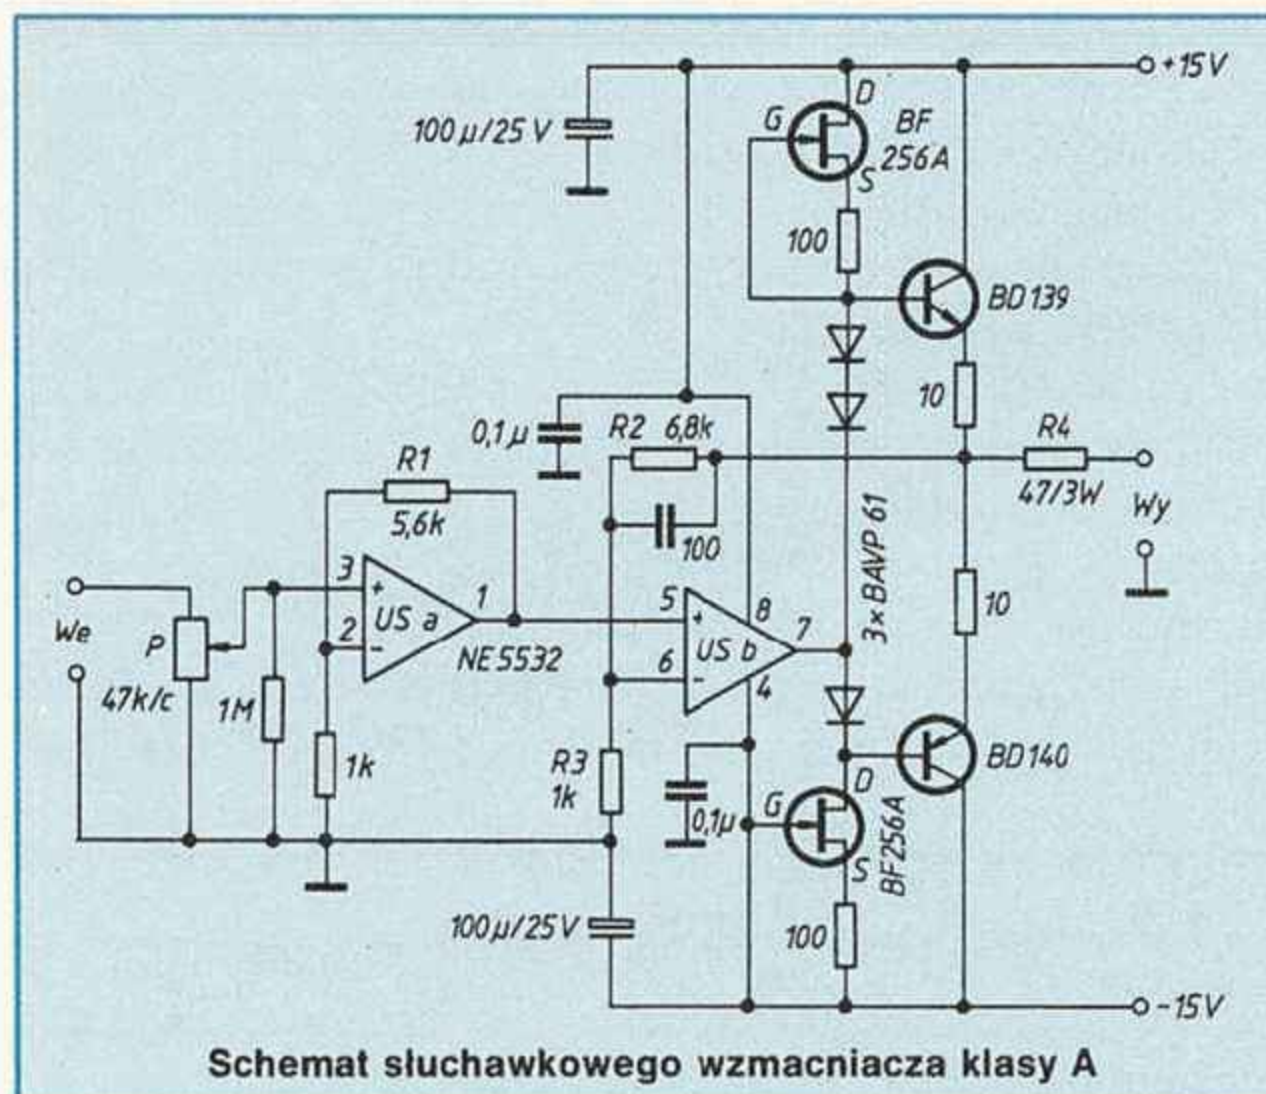 +15V
D
G
BF
256A
100µ/25V
S
100
BD139
10
0,1µ
R2 6,8k
R4
47/3W
Wy
R1
5,6k
100
3×BAVP 61
10
We
P
47k/c
3
+
2
-
US a
1
NE5532
5
+
6
-
US b
8
7
4
1M
1k
R3
1k
0,1µ
G
D
S
BF256A
BD140
100µ/25V
100
-15V
Schemat słuchawkowego wzmacniacza klasy A